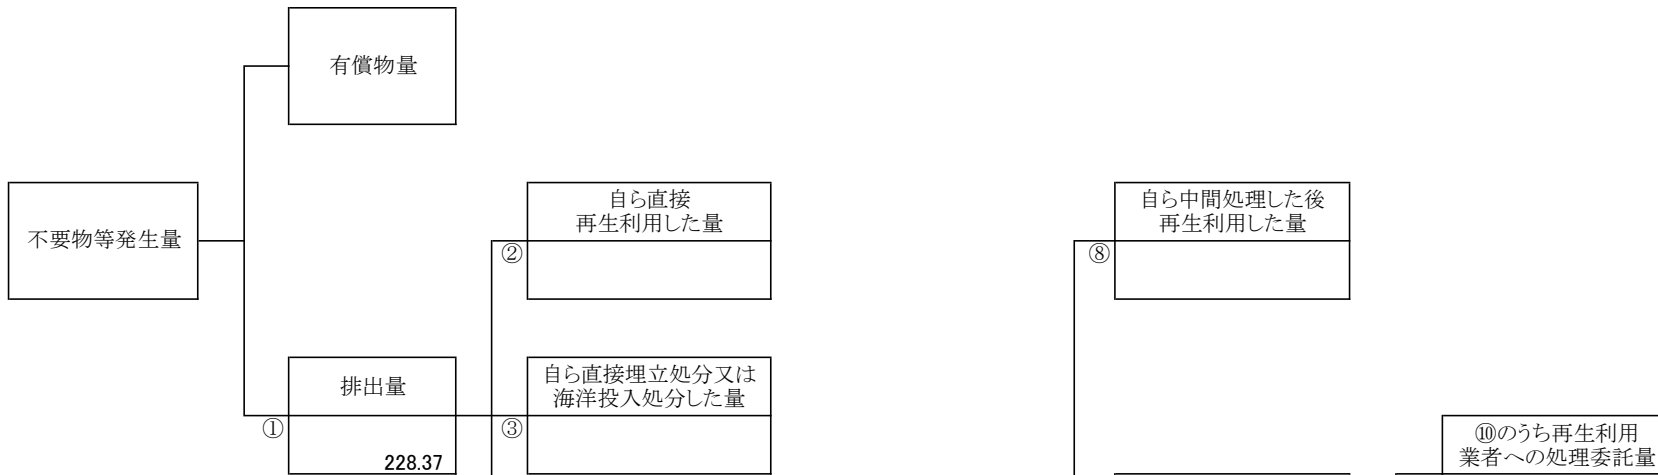 有償物量
不要物等発生量
自ら直接
再生利用した量
②
自ら中間処理した後
再生利用した量
⑧
排出量
①
228.37
自ら直接埋立処分又は
海洋投入処分した量
③
⑩のうち再生利用
業者への処理委託量